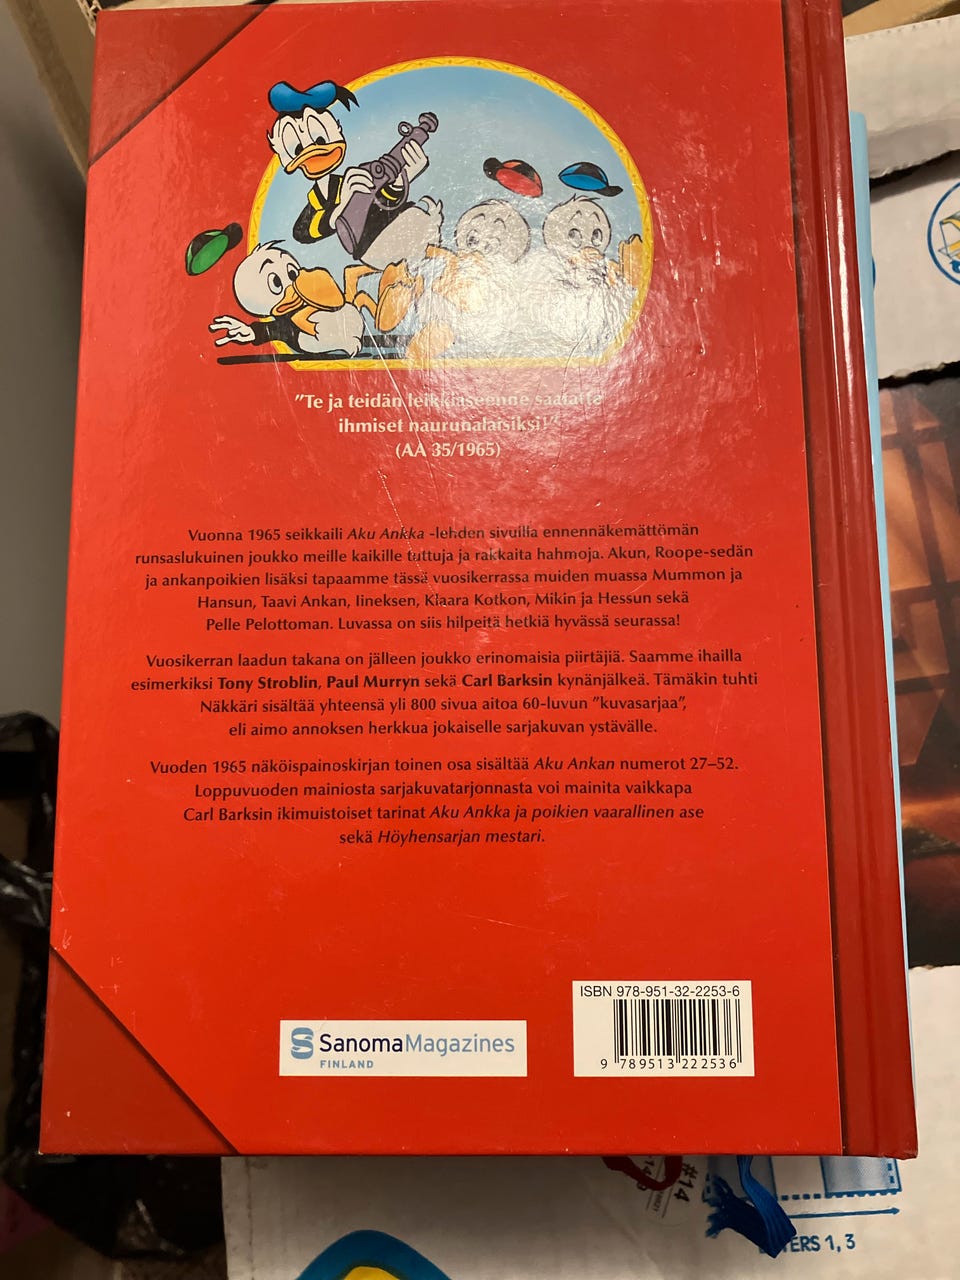 "Te ja teidän leikkiaseenne saatatte
ihmiset naurunalaisiksi!"
(AA 35/1965)
Vuonna 1965 seikkaili Aku Ankka -lehden sivuilla ennennäkemättömän
runsaslukuinen joukko meille kaikille tuttuja ja rakkaita hahmoja. Akun, Roope-sedän
ja ankanpoikien lisäksi tapaamme tässä vuosikerrassa muiden muassa Mummon ja
Hansun, Taavi Ankan, Iineksen, Klaara Kotkon, Mikin ja Hessun sekä
Pelle Pelottoman. Luvassa on siis hilpeitä hetkiä hyvässä seurassa!
Vuosikerran laadun takana on jälleen joukko erinomaisia piirtäjiä. Saamme ihailla
esimerkiksi Tony Stroblin, Paul Murryn sekä Carl Barksin kynänjälkeä. Tämäkin tuhti
Näkkäri sisältää yhteensä yli 800 sivua aitoa 60-luvun "kuvasarjaa",
eli aimo annoksen herkkua jokaiselle sarjakuvan ystävälle.
Vuoden 1965 näköispainoskirjan toinen osa sisältää Aku Ankan numerot 27–52.
Loppuvuoden mainiosta sarjakuvatarjonnasta voi mainita vaikkapa
Carl Barksin ikimuistoiset tarinat Aku Ankka ja poikien vaarallinen ase
sekä Höyhensarjan mestari.
ISBN 978-951-32-2253-6
9 789513 222536
SanomaMagazines
FINLAND
#14
1, 3